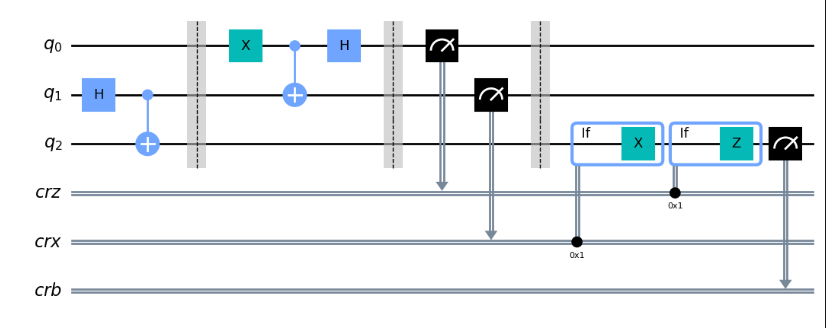 q0 X H
q1 H
q2 If X If Z
crz 0x1
crx 0x1
crb